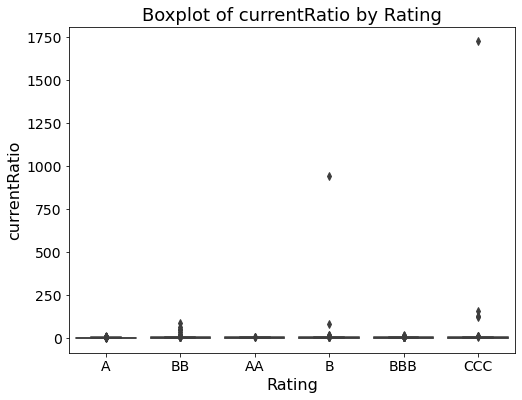 Boxplot of currentRatio by Rating
1750
1500
1250
1000
750
500
250
0
currentRatio
A BB AA B BBB CCC
Rating